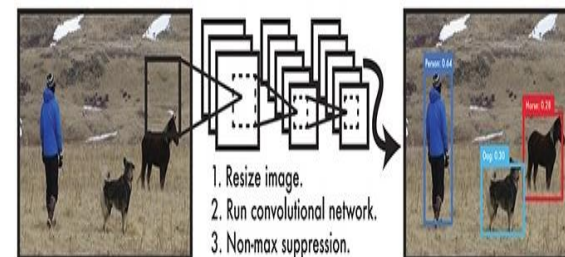 1. Resize image.
2. Run convolutional network.
3. Non-max suppression.
Person: 0.64
Horse: 0.28
Dog: 0.30